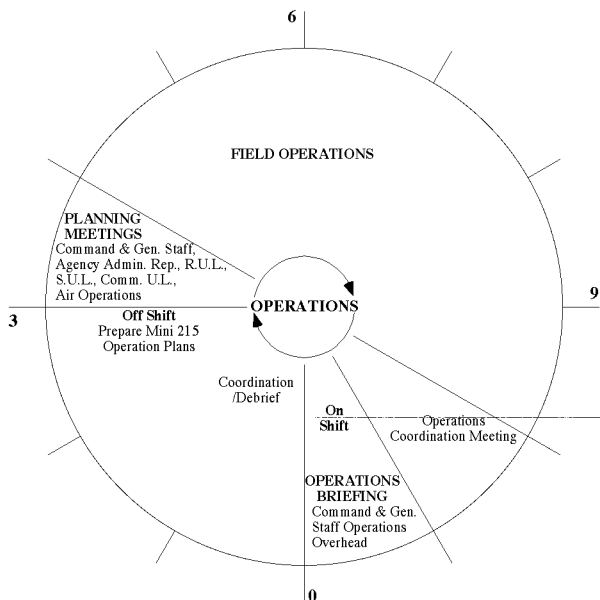 6
FIELD OPERATIONS
PLANNING
MEETINGS
Command & Gen. Staff,
Agency Admin. Rep., R.U.L.,
S.U.L., Comm. U.L.,
Air Operations
9
OPERATIONS
3
Off Shift
Prepare Mini 215
Operation Plans
Coordination
/Debrief
On
Shift
Operations
Coordination Meeting
OPERATIONS
BRIEFING
Command & Gen.
Staff Operations
Overhead
0